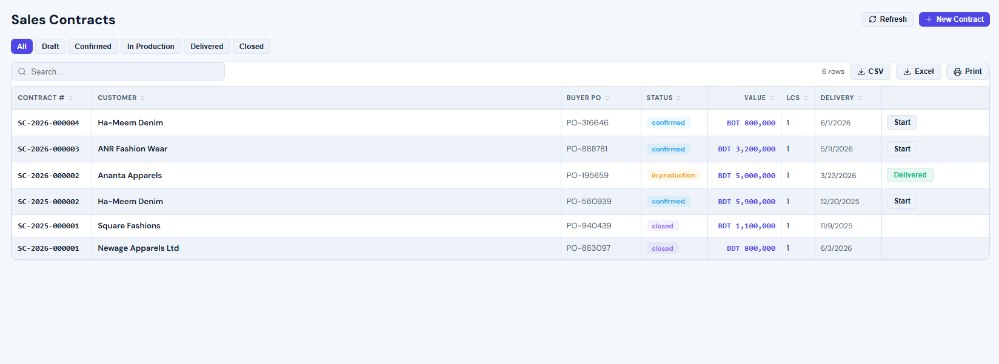 Sales Contracts
Refresh
+ New Contract
All
Draft
Confirmed
In Production
Delivered
Closed
Search...
6 rows
CSV
Excel
Print
CONTRACT # CUSTOMER BUYER PO STATUS VALUE LCS DELIVERY
SC-2026-000004 Ha-Meem Denim PO-316646 confirmed BDT 800,000 1 6/1/2026 Start
SC-2026-000003 ANR Fashion Wear PO-888781 confirmed BDT 3,200,000 1 5/11/2026 Start
SC-2026-000002 Ananta Apparels PO-195659 in production BDT 5,000,000 1 3/23/2026 Delivered
SC-2025-000002 Ha-Meem Denim PO-560939 confirmed BDT 5,900,000 1 12/20/2025 Start
SC-2025-000001 Square Fashions PO-940439 closed BDT 1,100,000 1 11/9/2025
SC-2026-000001 Newage Apparels Ltd PO-883097 closed BDT 800,000 1 6/3/2026